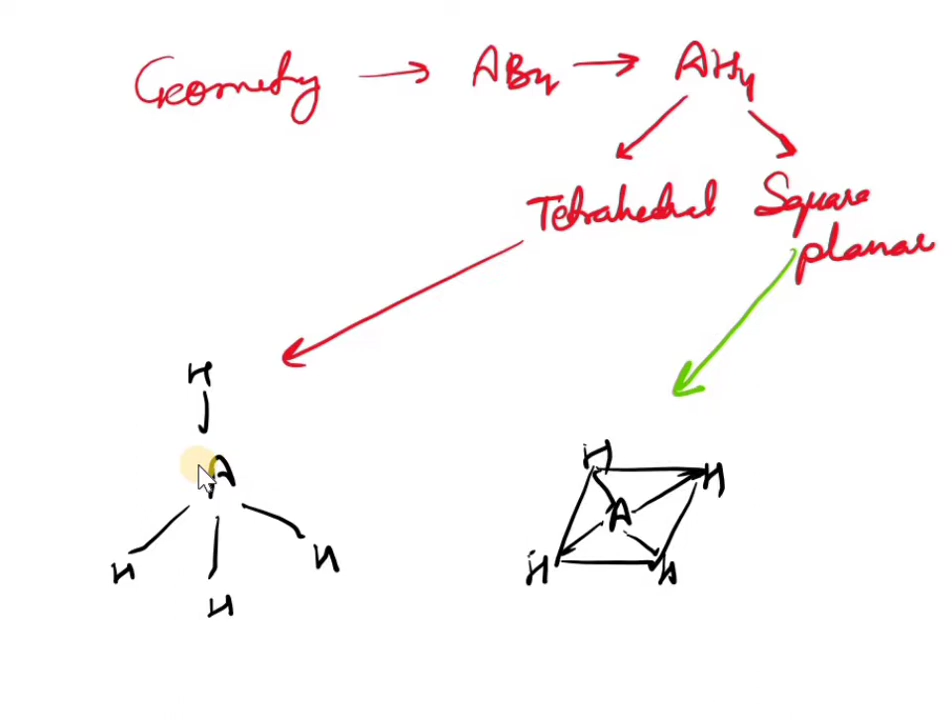 Geometry → AB4 → AH4
Tetrahedral Square
planar
H
A
H H H
H H
A
H H